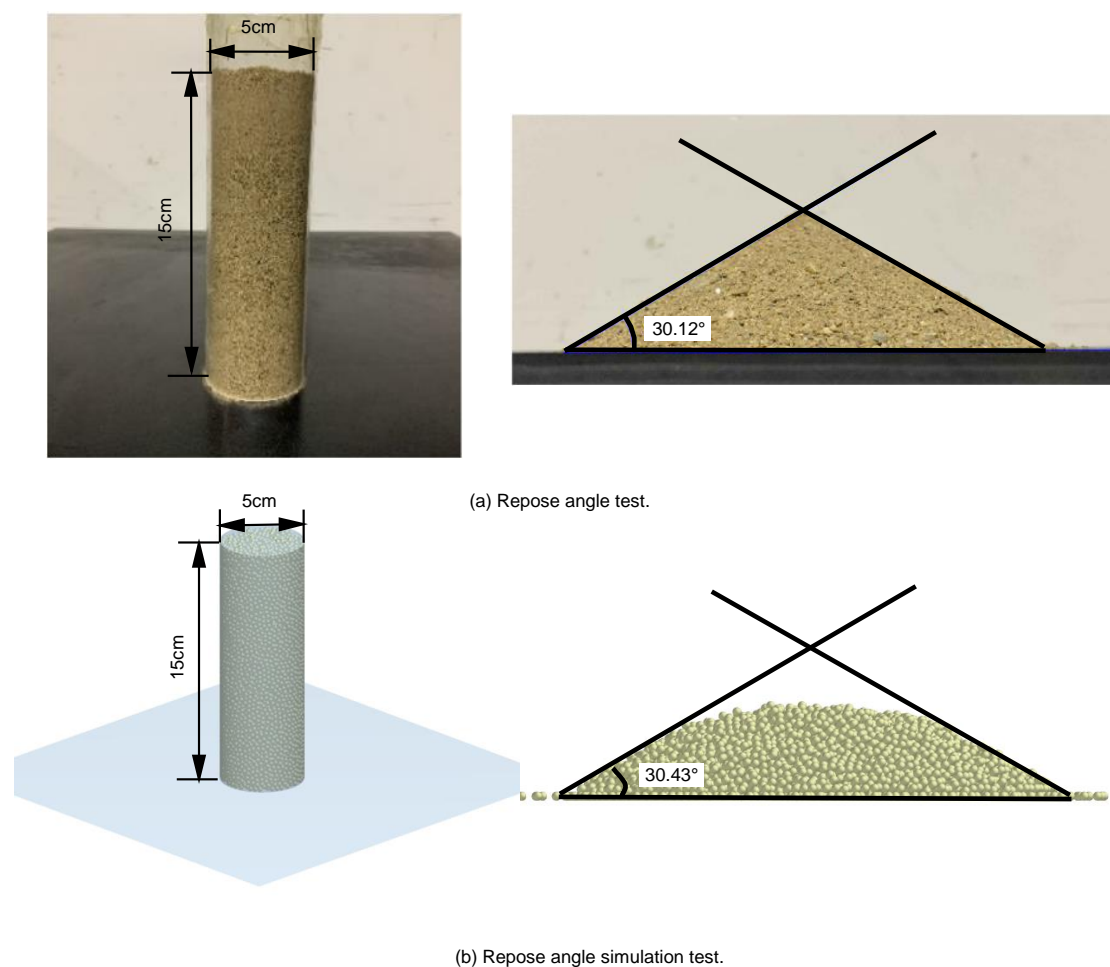 5cm
15cm
30.12°
(a) Repose angle test.
5cm
15cm
30.43°
(b) Repose angle simulation test.